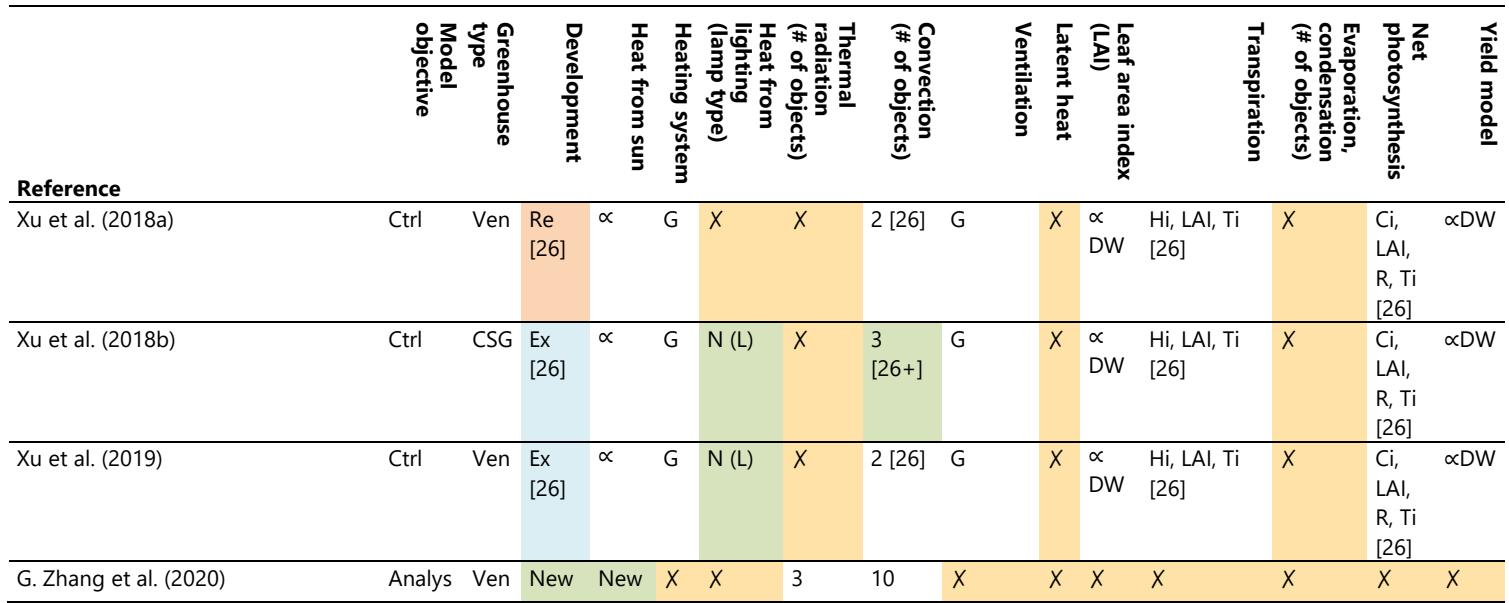 Reference
Model objective
Greenhouse type
Development
Heat from sun
Heating system
Heat from lighting (lamp type)
Thermal radiation (# of objects)
Convection (# of objects)
Ventilation
Latent heat
Leaf area index (LAI)
Transpiration
Evaporation, condensation (# of objects)
Net photosynthesis
Yield model
Xu et al. (2018a) Ctrl Ven Re [26] ∝ G ✗ ✗ 2 [26] G ✗ ∝ DW Hi, LAI, Ti [26] ✗ Ci, LAI, R, Ti [26] ∝DW
Xu et al. (2018b) Ctrl CSG Ex [26] ∝ G N (L) ✗ 3 [26+] G ✗ ∝ DW Hi, LAI, Ti [26] ✗ Ci, LAI, R, Ti [26] ∝DW
Xu et al. (2019) Ctrl Ven Ex [26] ∝ G N (L) ✗ 2 [26] G ✗ ∝ DW Hi, LAI, Ti [26] ✗ Ci, LAI, R, Ti [26] ∝DW
G. Zhang et al. (2020) Analys Ven New New ✗ ✗ 3 10 ✗ ✗ ✗ ✗ ✗ ✗ ✗